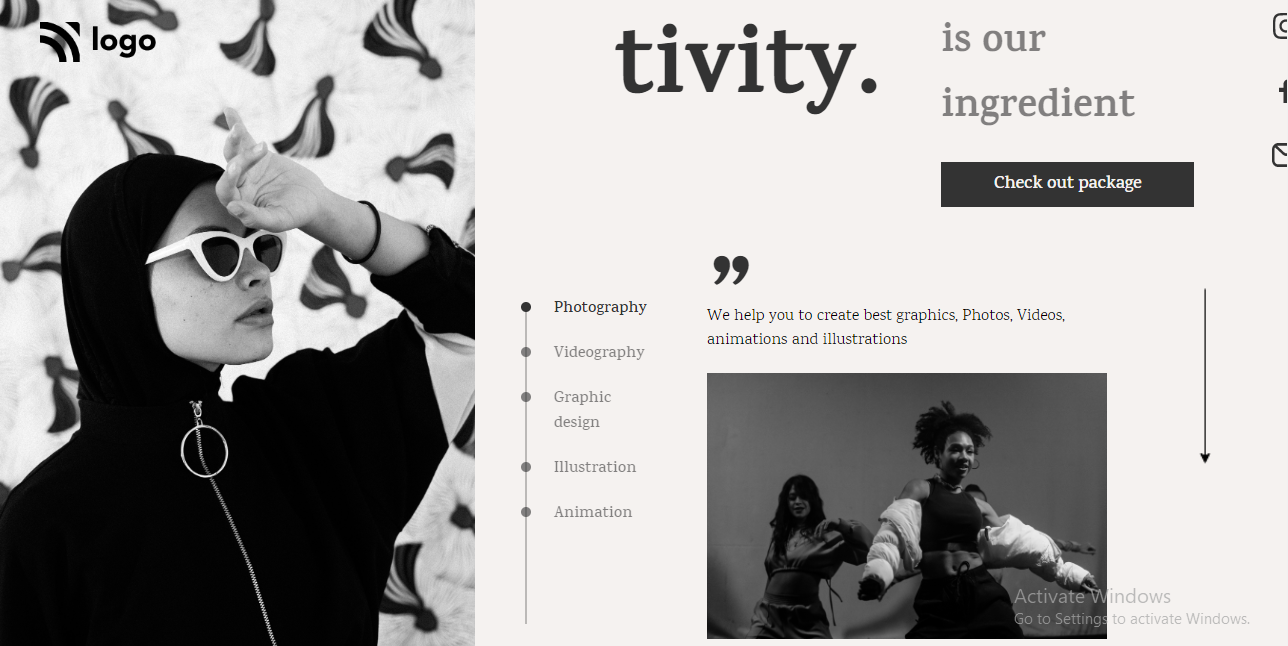 logo
tivity.
is our
ingredient
Check out package
”
Photography
Videography
Graphic
design
Illustration
Animation
We help you to create best graphics, Photos, Videos,
animations and illustrations
Activate Windows
Go to Settings to activate Windows.